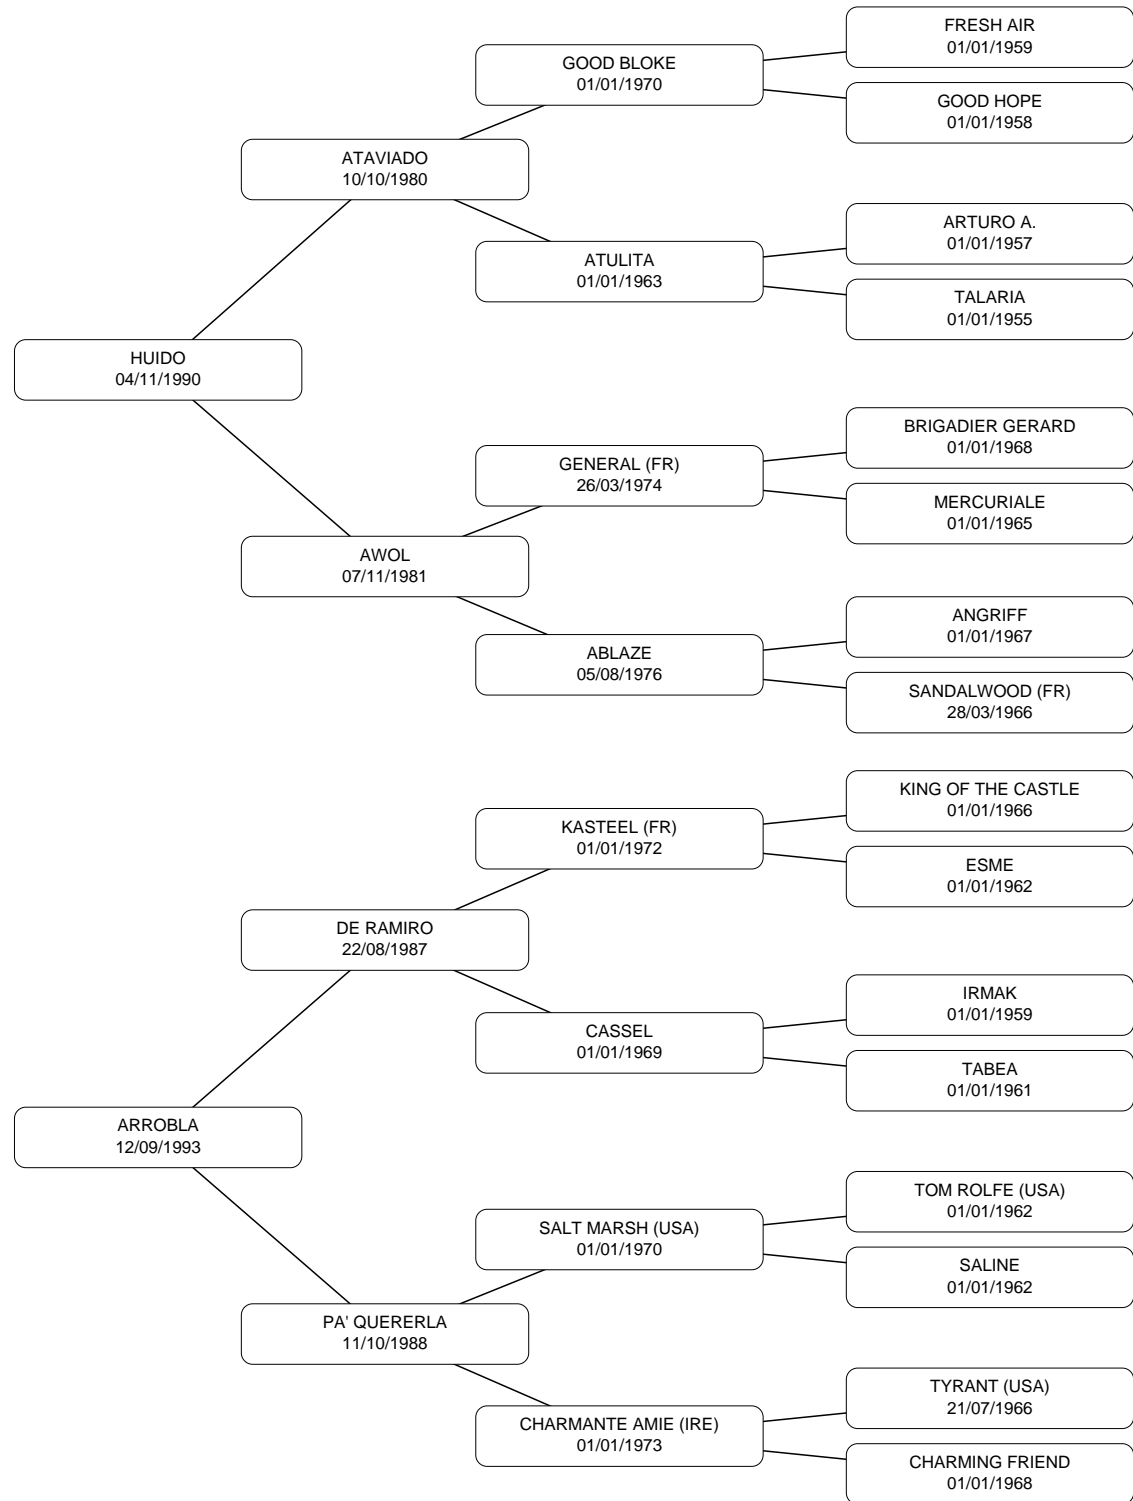 FRESH AIR
01/01/1959
GOOD BLOKE
01/01/1970
GOOD HOPE
01/01/1958
ATAVIADO
10/10/1980
ARTURO A.
01/01/1957
ATULITA
01/01/1963
TALARIA
01/01/1955
HUIDO
04/11/1990
BRIGADIER GERARD
01/01/1968
GENERAL (FR)
26/03/1974
MERCURIALE
01/01/1965
AWOL
07/11/1981
ANGRIFF
01/01/1967
ABLAZE
05/08/1976
SANDALWOOD (FR)
28/03/1966
KING OF THE CASTLE
01/01/1966
KASTEEL (FR)
01/01/1972
ESME
01/01/1962
DE RAMIRO
22/08/1987
IRMAK
01/01/1959
CASSEL
01/01/1969
TABEA
01/01/1961
ARROBLA
12/09/1993
TOM ROLFE (USA)
01/01/1962
SALT MARSH (USA)
01/01/1970
SALINE
01/01/1962
PA' QUERERLA
11/10/1988
TYRANT (USA)
21/07/1966
CHARMANTE AMIE (IRE)
01/01/1973
CHARMING FRIEND
01/01/1968